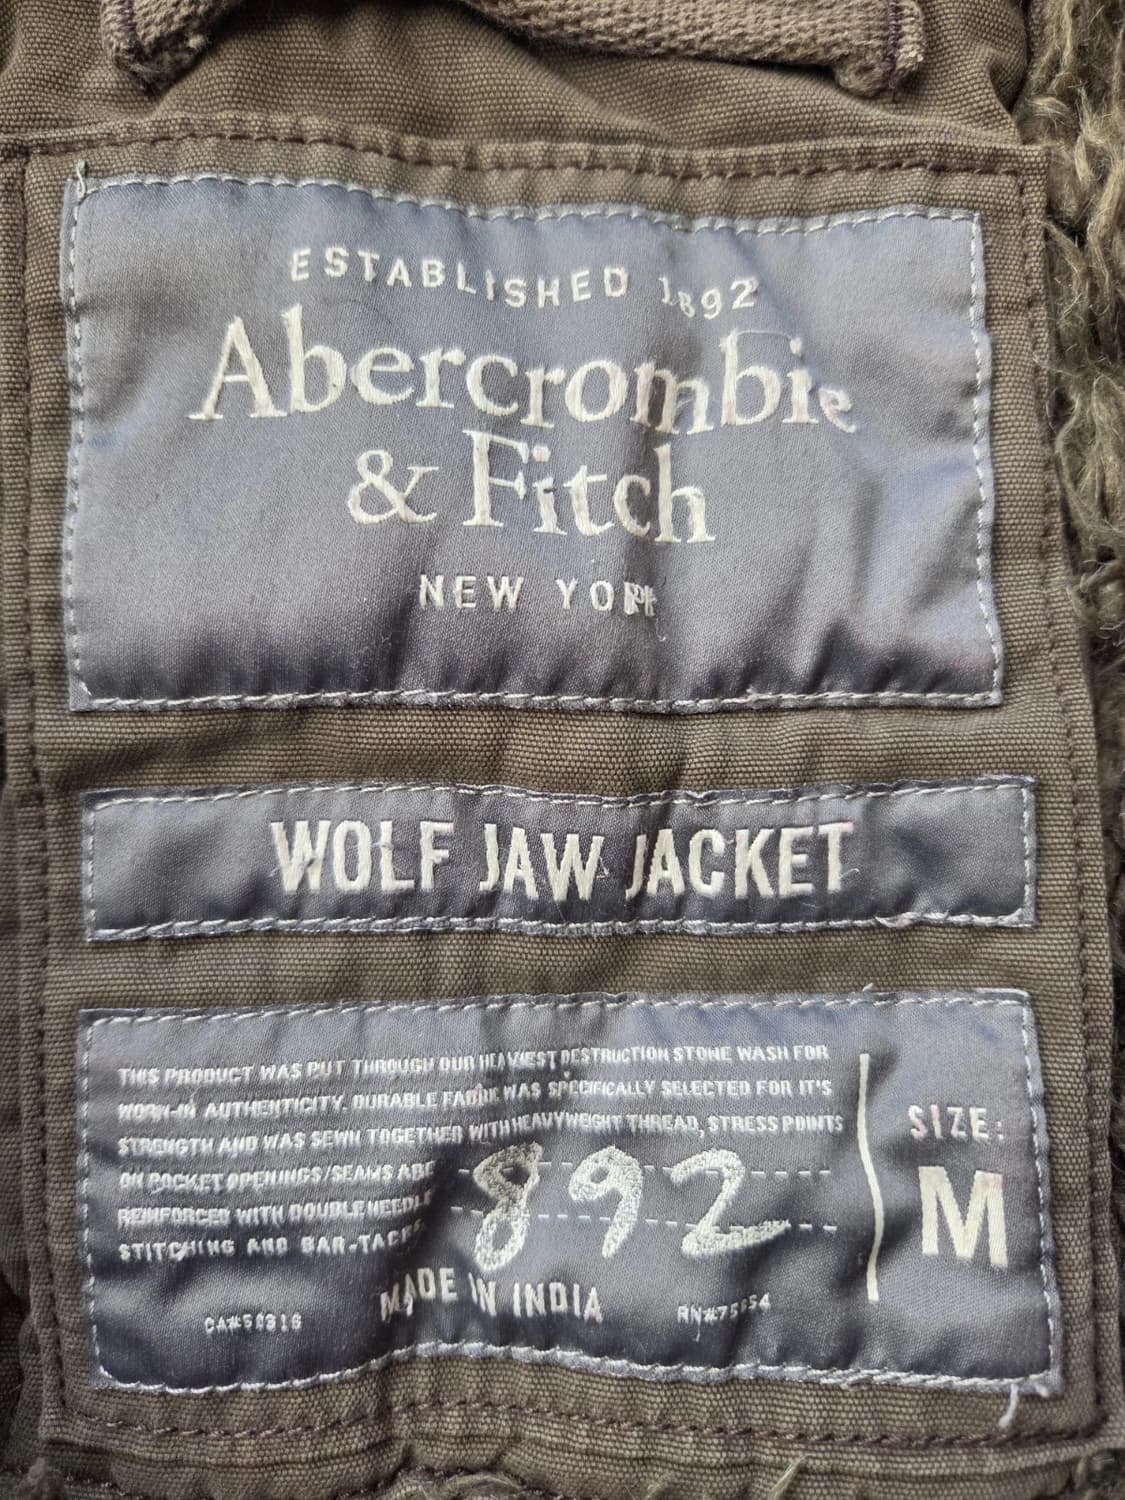 ESTABLISHED 1892
Abercrombie
& Fitch
NEW YORK
WOLF JAW JACKET
THIS PRODUCT WAS PUT THROUGH OUR HEAVIEST DESTRUCTION STONE WASH FOR
WORN-IN AUTHENTICITY. DURABLE FABRIC WAS SPECIFICALLY SELECTED FOR IT'S
STRENGTH AND WAS SEWN TOGETHER WITH HEAVYWEIGHT THREAD, STRESS POINTS
ON POCKET OPENINGS/SEAMS ARE
REINFORCED WITH DOUBLE NEEDLE
STITCHING AND BAR-TACK
892
MADE IN INDIA
SIZE:
M